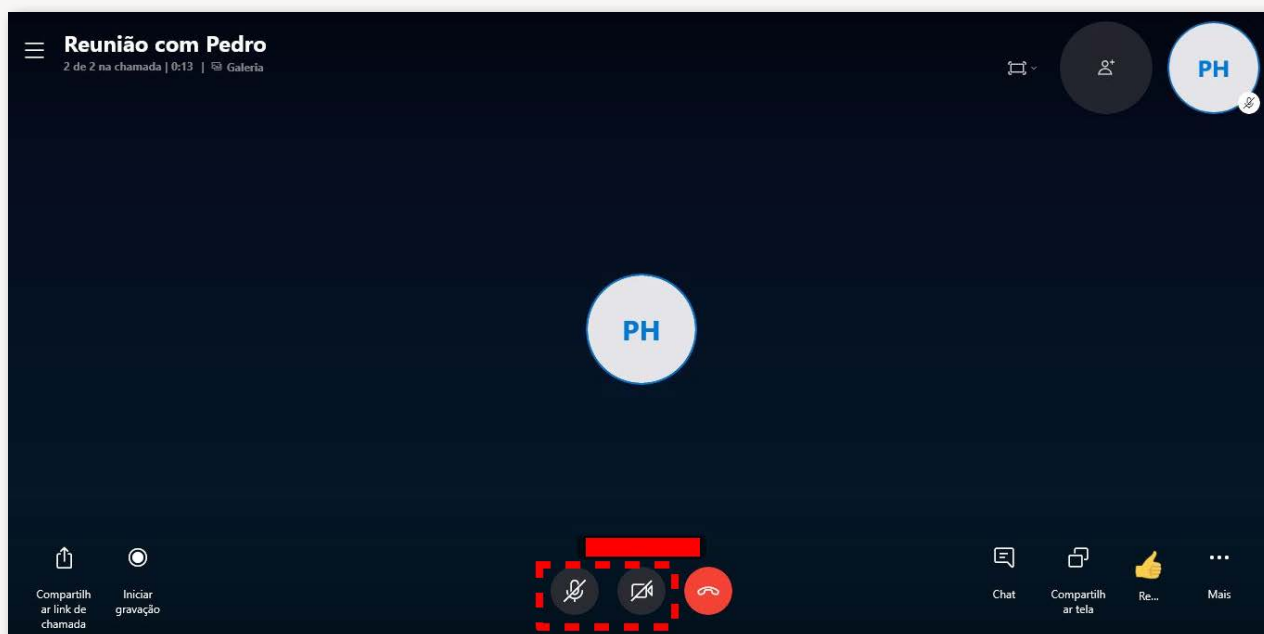 Reunião com Pedro
2 de 2 na chamada | 0:13 | Galeria
PH
PH
Compartilh
ar link de
chamada
Iniciar
gravação
Chat
Compartilh
ar tela
Re...
Mais